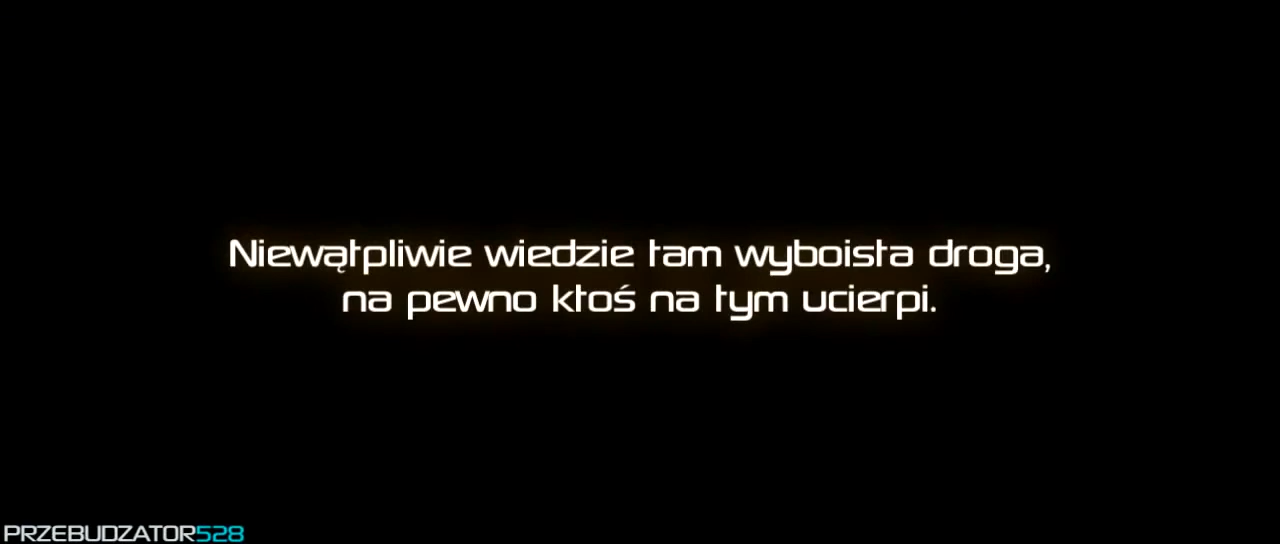 Niewątpliwie wiedzie tam wyboista droga,
na pewno ktoś na tym ucierpi.
PRZEBUDZATOR528